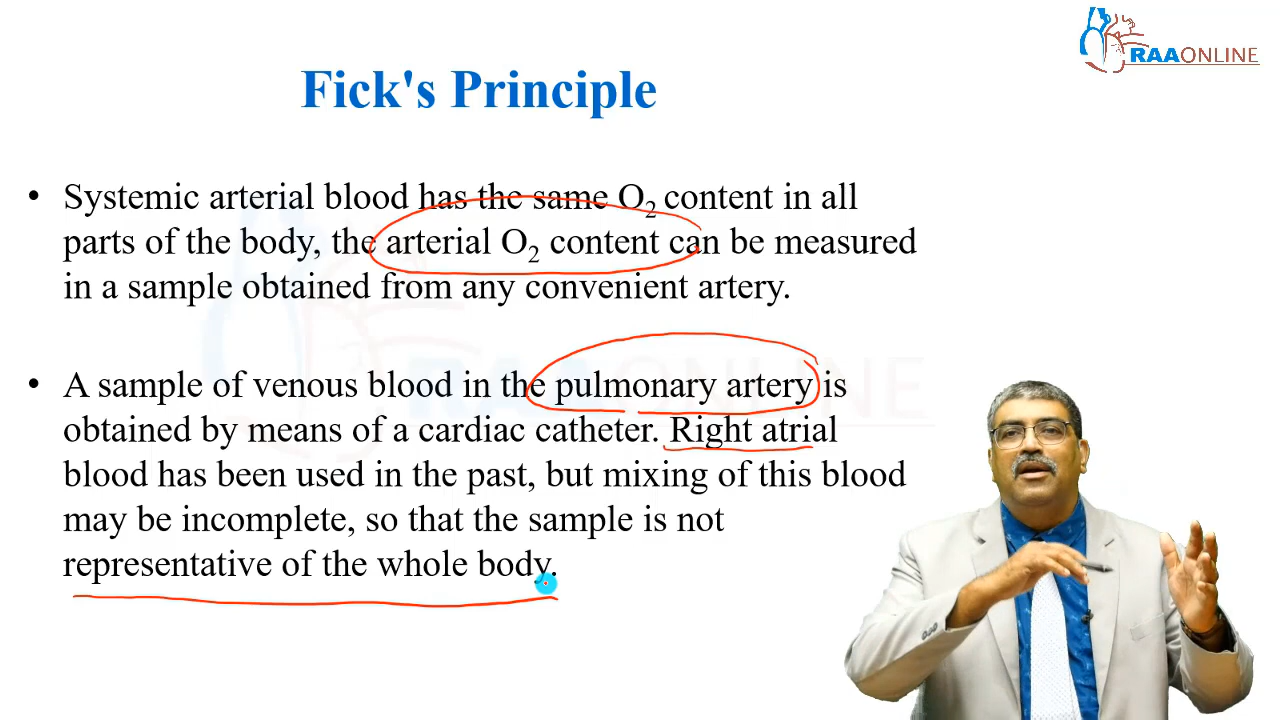 RAAONLINE
Fick's Principle
• Systemic arterial blood has the same O₂ content in all
parts of the body, the arterial O₂ content can be measured
in a sample obtained from any convenient artery.
• A sample of venous blood in the pulmonary artery is
obtained by means of a cardiac catheter. Right atrial
blood has been used in the past, but mixing of this blood
may be incomplete, so that the sample is not
representative of the whole body.
RAAONLINE